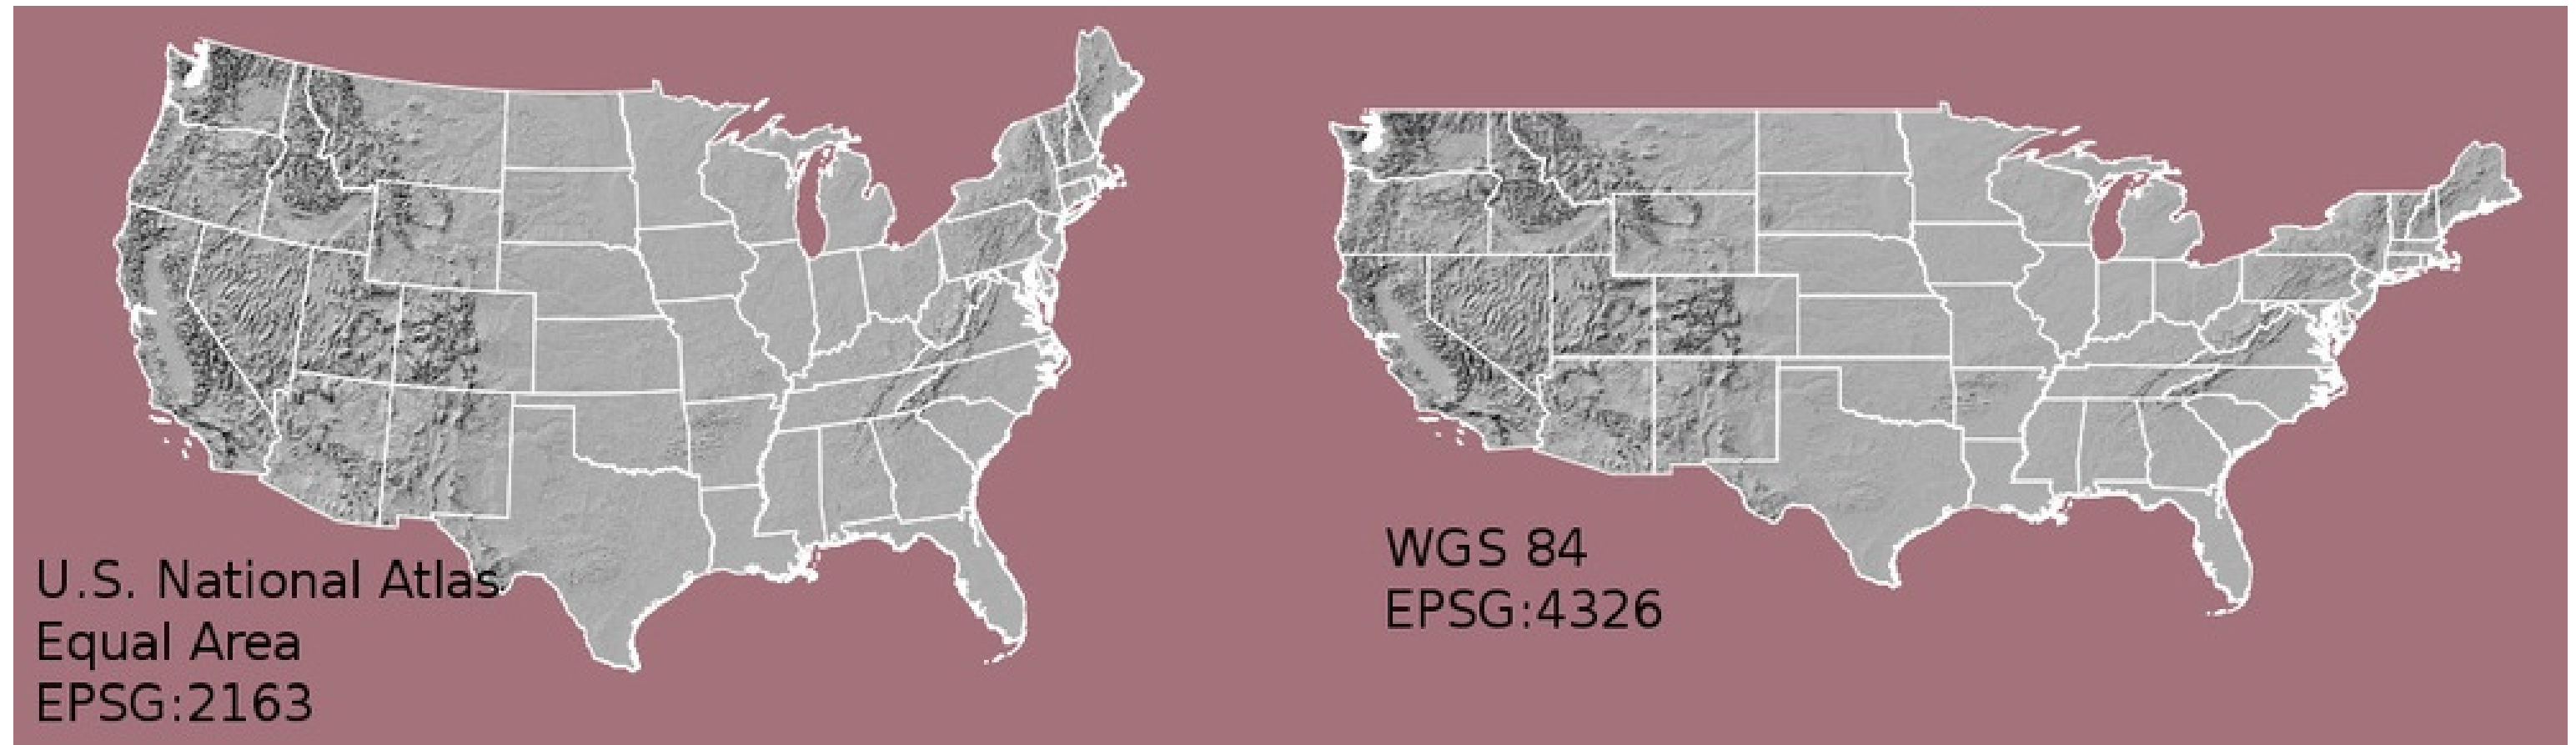 U.S. National Atlas
Equal Area
EPSG:2163
WGS 84
EPSG:4326